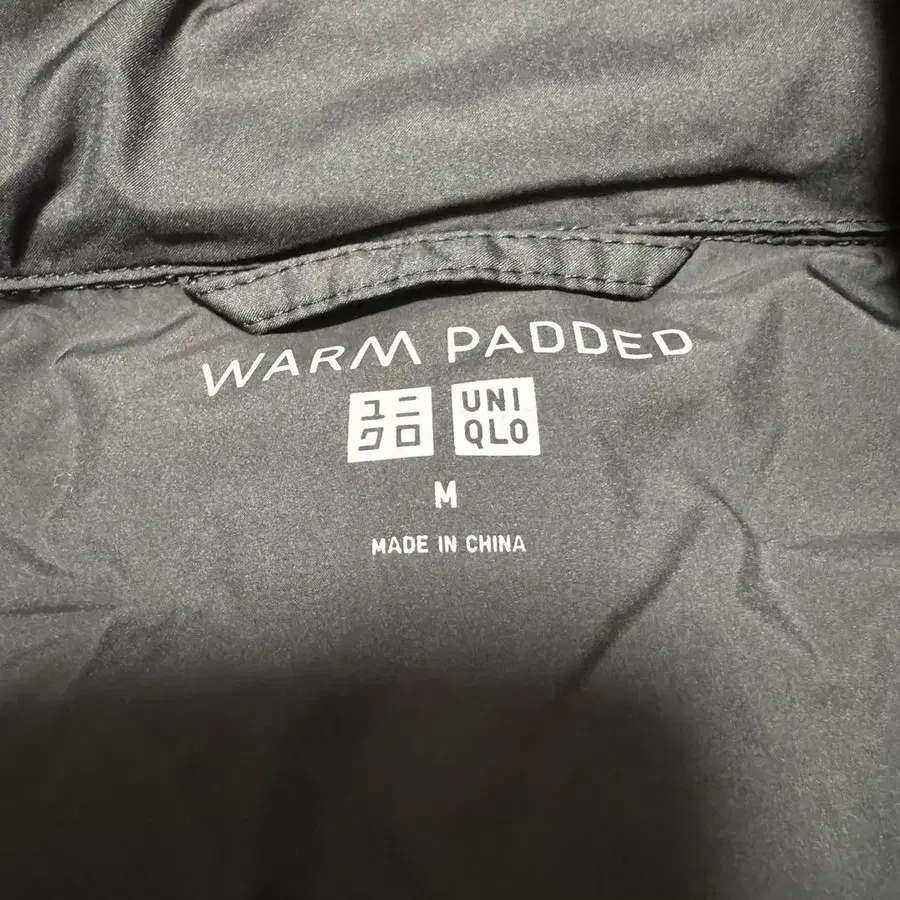 WARM PADDED
ユニ UNI
クロ QLO
M
MADE IN CHINA